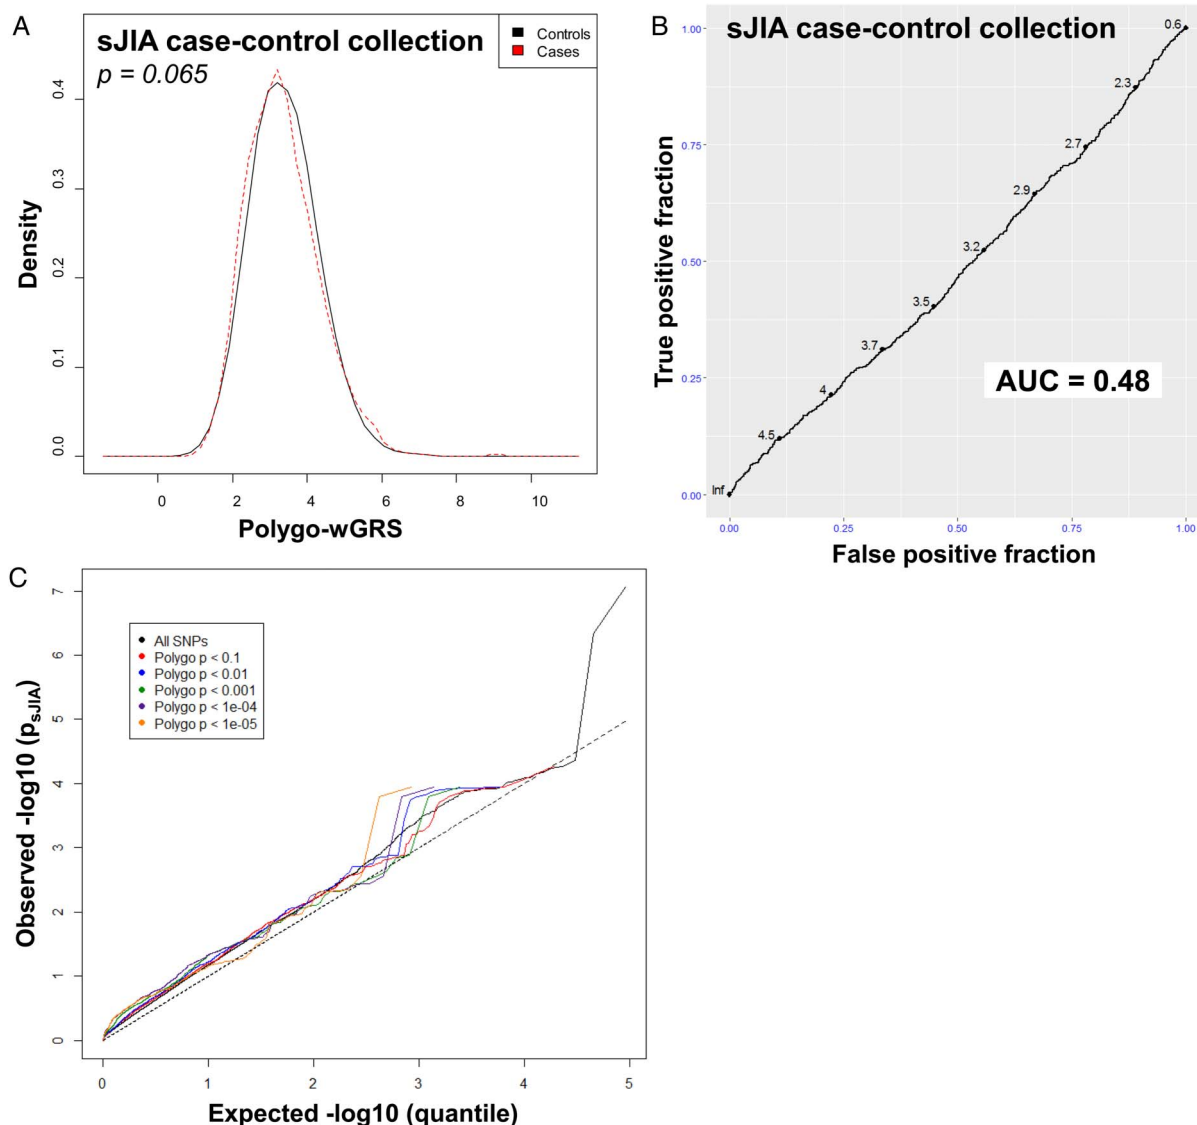 A
sJIA case-control collection
p = 0.065
Controls
Cases
Density
0.0
0.1
0.2
0.3
0.4
0 2 4 6 8 10
Polygo-wGRS
B
sJIA case-control collection
True positive fraction
1.00
0.75
0.50
0.25
0.00
0.6
2.3
2.7
2.9
3.2
3.5
3.7
4
4.5
Inf
AUC = 0.48
0.00 0.25 0.50 0.75 1.00
False positive fraction
C
Observed -log10 (psJIA)
7
6
5
4
3
2
1
0
All SNPs
Polygo p < 0.1
Polygo p < 0.01
Polygo p < 0.001
Polygo p < 1e-04
Polygo p < 1e-05
0 1 2 3 4 5
Expected -log10 (quantile)